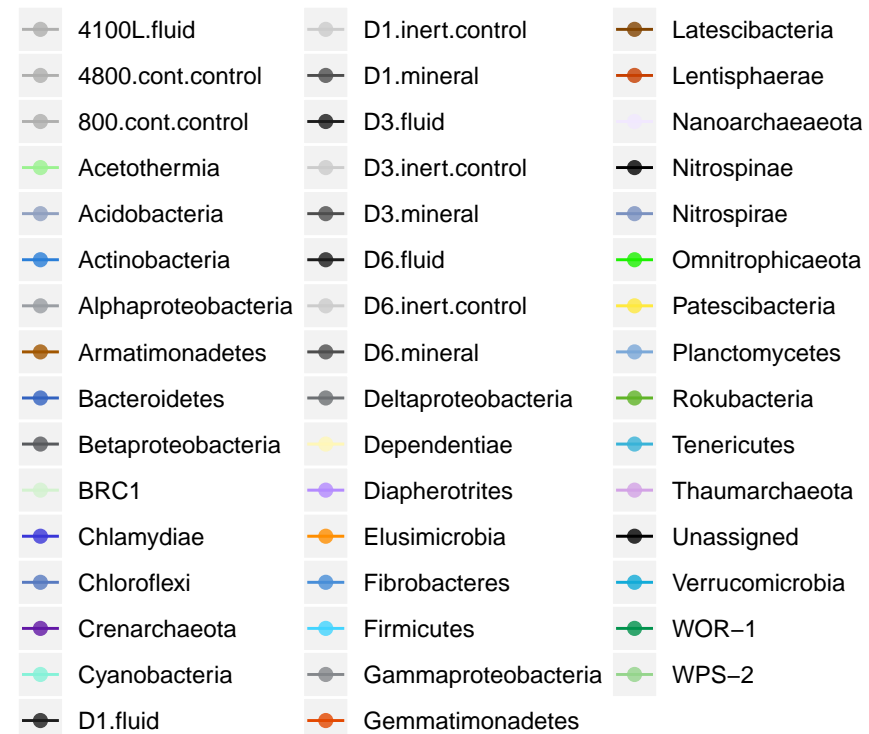 4100L.fluid
4800.cont.control
800.cont.control
Acetothermia
Acidobacteria
Actinobacteria
Alphaproteobacteria
Armatimonadetes
Bacteroidetes
Betaproteobacteria
BRC1
Chlamydiae
Chloroflexi
Crenarchaeota
Cyanobacteria
D1.fluid
D1.inert.control
D1.mineral
D3.fluid
D3.inert.control
D3.mineral
D6.fluid
D6.inert.control
D6.mineral
Deltaproteobacteria
Dependentiae
Diapherotrites
Elusimicrobia
Fibrobacteres
Firmicutes
Gammaproteobacteria
Gemmatimonadetes
Latescibacteria
Lentisphaerae
Nanoarchaeaeota
Nitrospinae
Nitrospirae
Omnitrophicaeota
Patescibacteria
Planctomycetes
Rokubacteria
Tenericutes
Thaumarchaeota
Unassigned
Verrucomicrobia
WOR−1
WPS−2